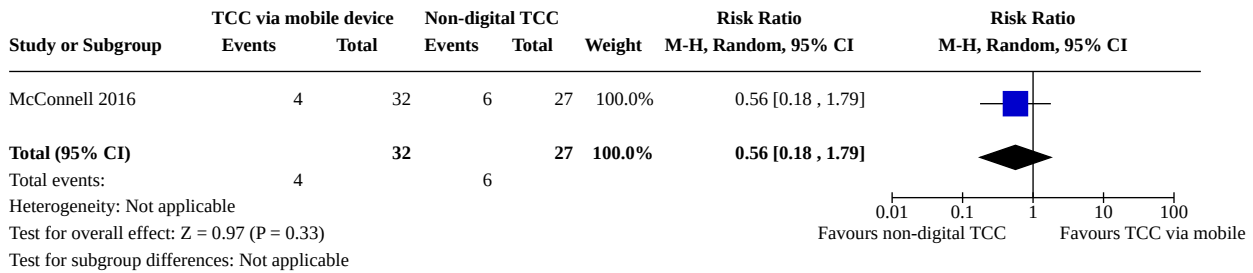 TCC via mobile device Non-digital TCC Risk Ratio Risk Ratio
Study or Subgroup Events Total Events Total Weight M-H, Random, 95% CI M-H, Random, 95% CI
McConnell 2016 4 32 6 27 100.0% 0.56 [0.18 , 1.79]
Total (95% CI) 32 27 100.0% 0.56 [0.18 , 1.79]
Total events: 4 6
Heterogeneity: Not applicable
0.01 0.1 1 10 100
Test for overall effect: Z = 0.97 (P = 0.33) Favours non-digital TCC Favours TCC via mobile
Test for subgroup differences: Not applicable